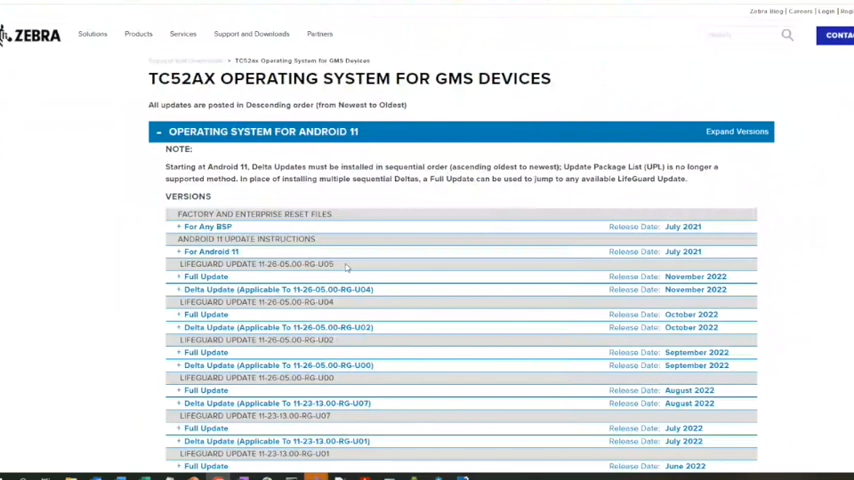 Zebra Blog | Careers | Login |
ZEBRA
Solutions
Products
Services
Support and Downloads
Partners
CONTA
> TC52AX Operating System for GMS Devices
TC52AX OPERATING SYSTEM FOR GMS DEVICES
All updates are posted in Descending order (from Newest to Oldest)
- OPERATING SYSTEM FOR ANDROID 11
Expand Versions
NOTE:
Starting at Android 11, Delta Updates must be installed in sequential order (ascending oldest to newest); Update Package List (UPL) is no longer a
supported method. In place of installing multiple sequential Deltas, a Full Update can be used to jump to any available LifeGuard Update.
VERSIONS
FACTORY AND ENTERPRISE RESET FILES
+ For Any BSP Release Date: July 2021
ANDROID 11 UPDATE INSTRUCTIONS
+ For Android 11 Release Date: July 2021
LIFEGUARD UPDATE 11-26-05.00-RG-U05
+ Full Update Release Date: November 2022
+ Delta Update (Applicable To 11-26-05.00-RG-U04) Release Date: November 2022
LIFEGUARD UPDATE 11-26-05.00-RG-U04
+ Full Update Release Date: October 2022
+ Delta Update (Applicable To 11-26-05.00-RG-U02) Release Date: October 2022
LIFEGUARD UPDATE 11-26-05.00-RG-U02
+ Full Update Release Date: September 2022
+ Delta Update (Applicable To 11-26-05.00-RG-U00) Release Date: September 2022
LIFEGUARD UPDATE 11-26-05.00-RG-U00
+ Full Update Release Date: August 2022
+ Delta Update (Applicable To 11-23-13.00-RG-U07) Release Date: August 2022
LIFEGUARD UPDATE 11-23-13.00-RG-U07
+ Full Update Release Date: July 2022
+ Delta Update (Applicable To 11-23-13.00-RG-U01) Release Date: July 2022
LIFEGUARD UPDATE 11-23-13.00-RG-U01
+ Full Update Release Date: June 2022